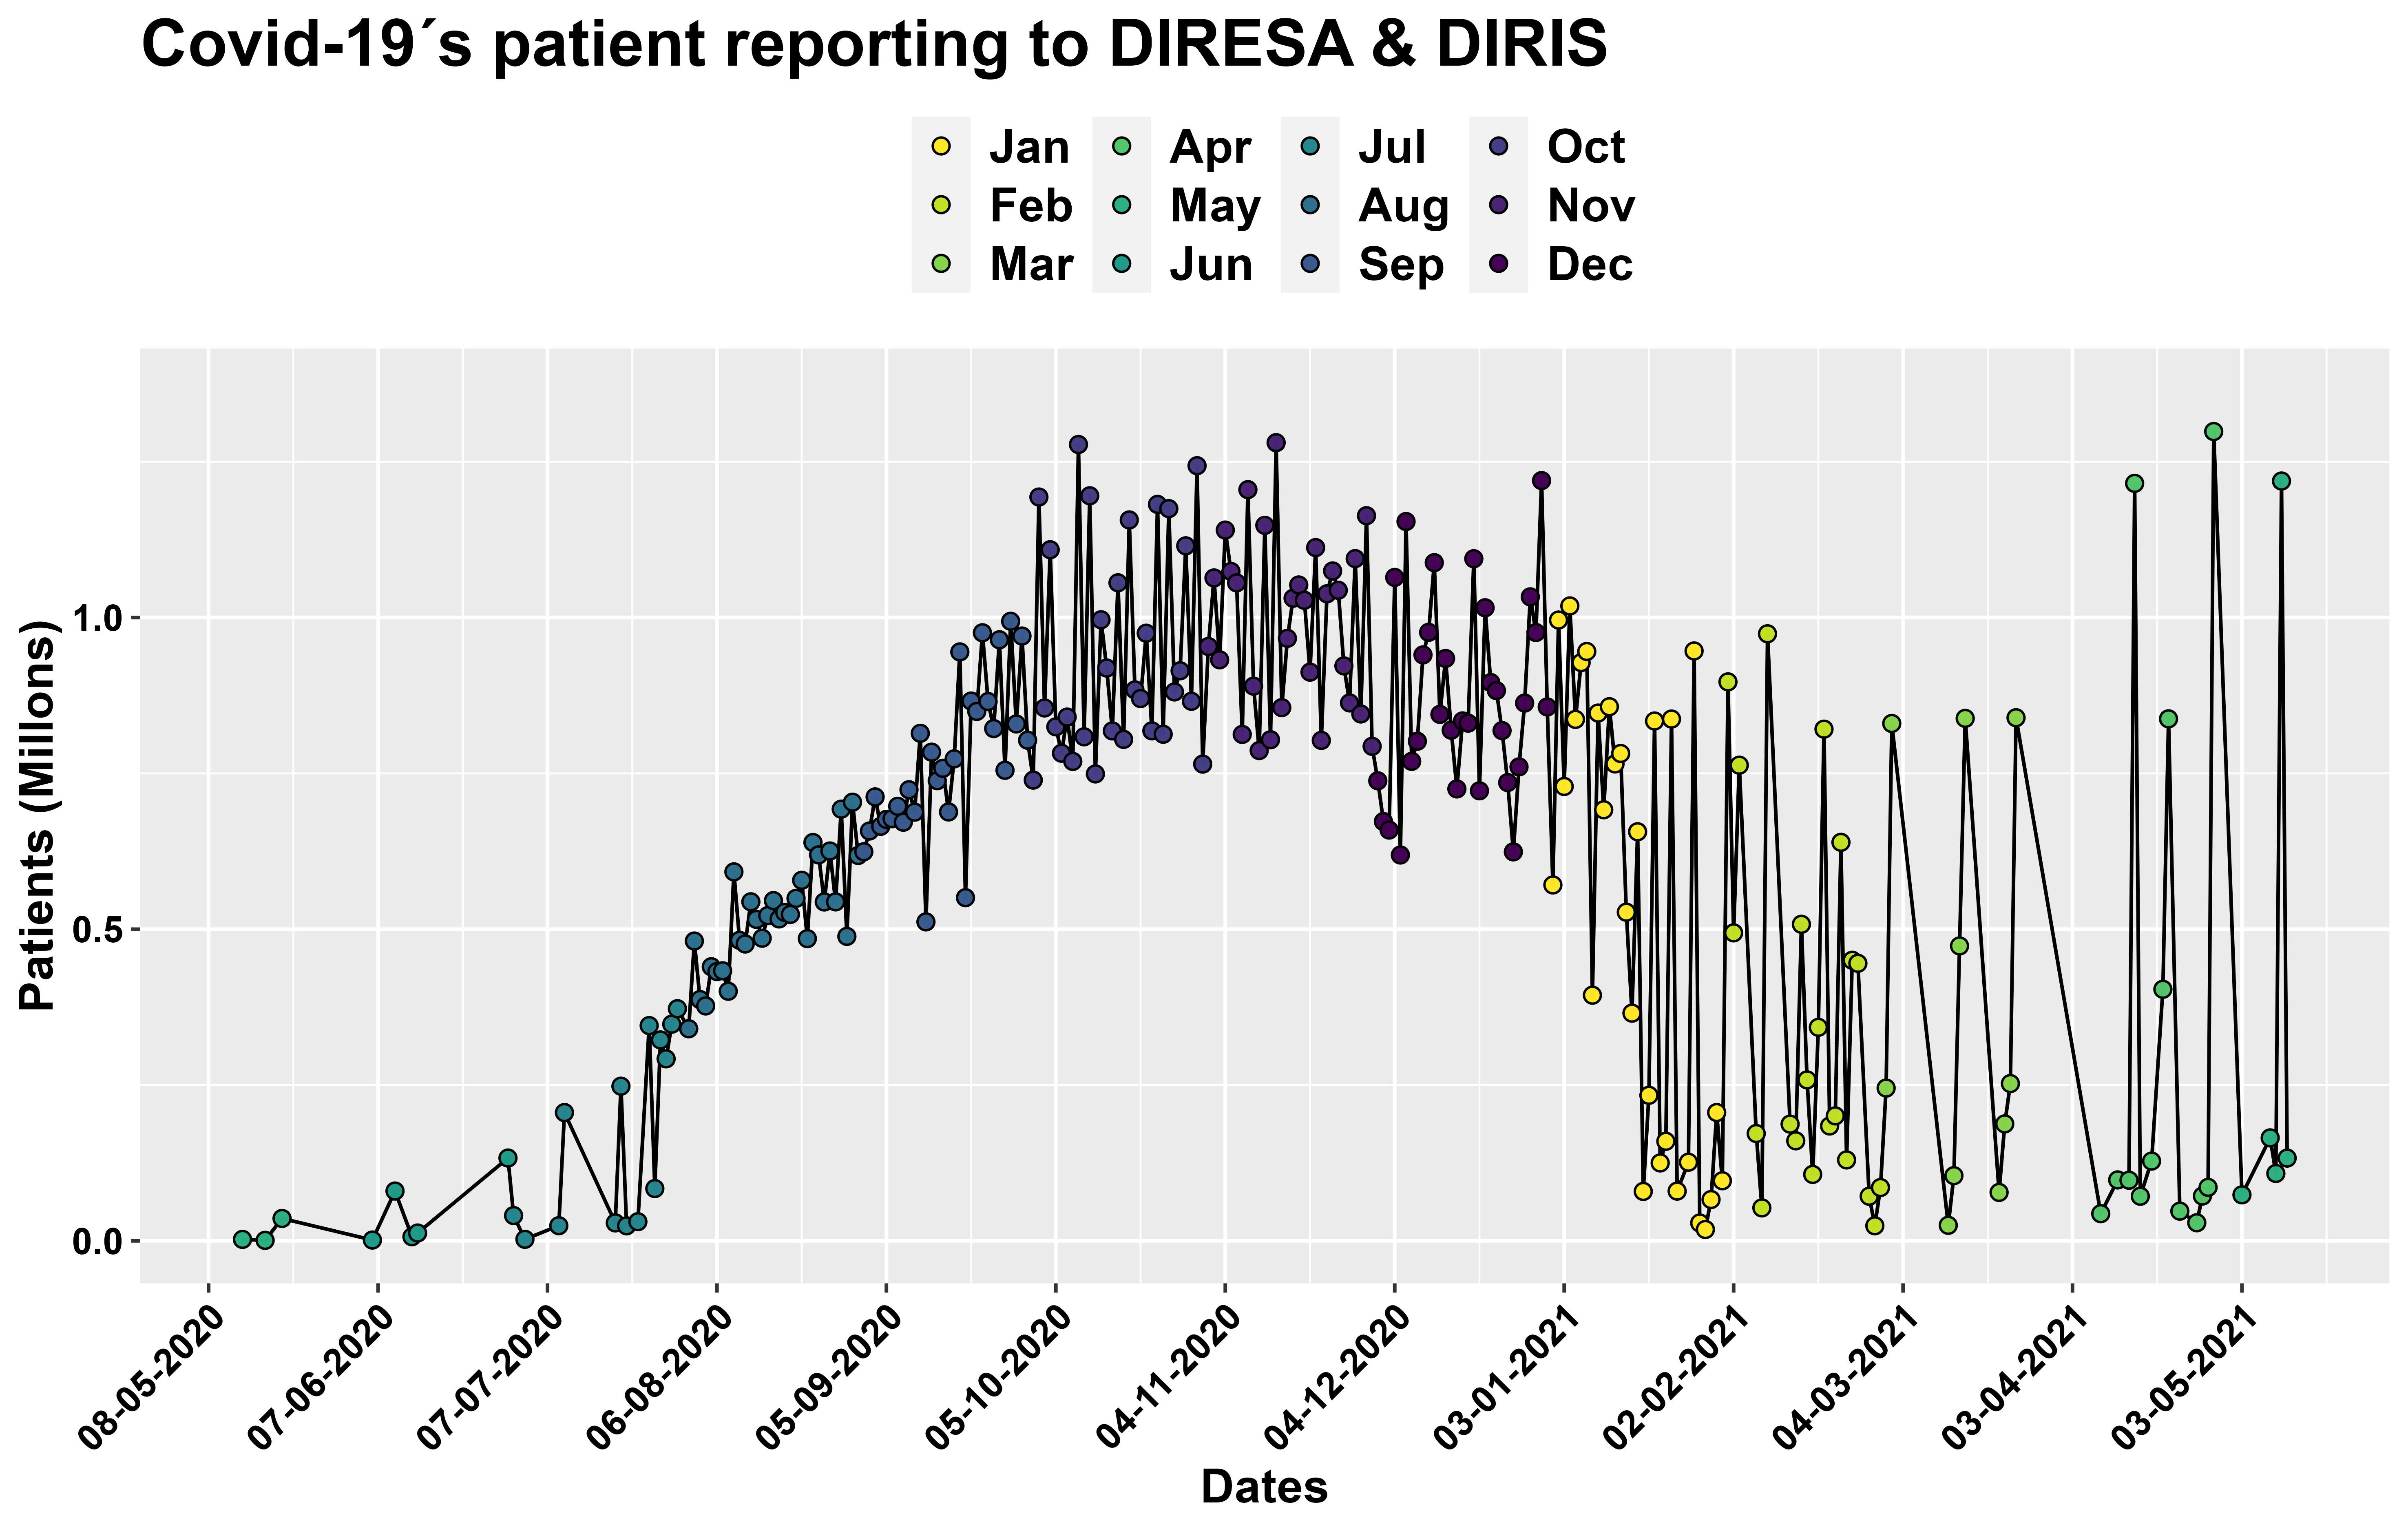 Covid-19´s patient reporting to DIRESA & DIRIS
Jan Apr Jul Oct
Feb May Aug Nov
Mar Jun Sep Dec
Patients (Millons)
1.0
0.5
0.0
08-05-2020
07-06-2020
07-07-2020
06-08-2020
05-09-2020
05-10-2020
04-11-2020
04-12-2020
03-01-2021
02-02-2021
04-03-2021
03-04-2021
03-05-2021
Dates